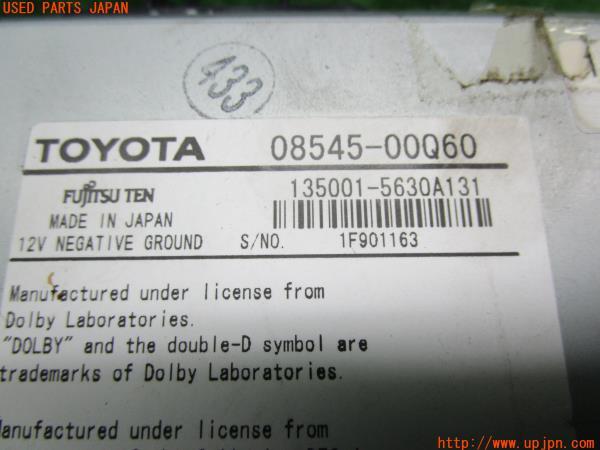 USED PARTS JAPAN
433
TOYOTA 08545-00Q60
FUJITSU TEN 135001-5630A131
MADE IN JAPAN
12V NEGATIVE GROUND S/NO. 1F901163
Manufactured under license from
Dolby Laboratories.
"DOLBY" and the double-D symbol are
trademarks of Dolby Laboratories.
Manufactured under license from
http://www.upjpn.com/